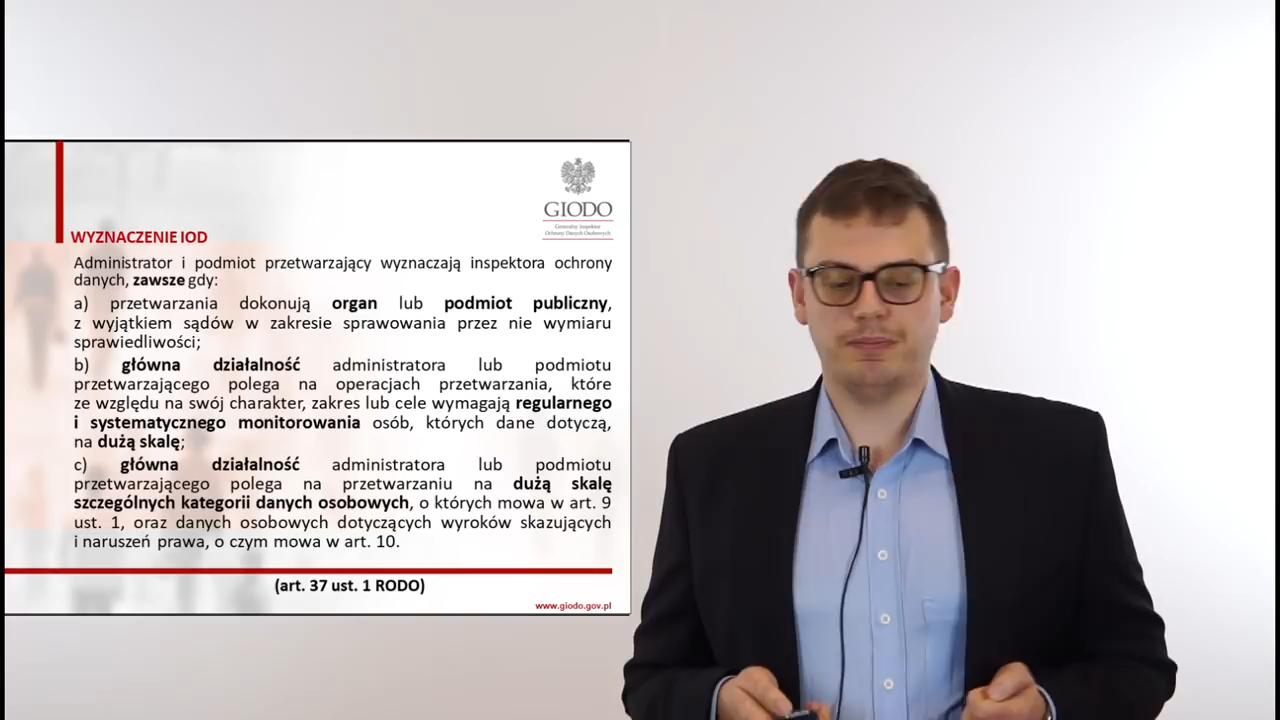 GIODO
Generalny Inspektor
Ochrony Danych Osobowych
WYZNACZENIE IOD
Administrator i podmiot przetwarzający wyznaczają inspektora ochrony
danych, zawsze gdy:
a) przetwarzania dokonują organ lub podmiot publiczny,
z wyjątkiem sądów w zakresie sprawowania przez nie wymiaru
sprawiedliwości;
b) główna działalność administratora lub podmiotu
przetwarzającego polega na operacjach przetwarzania, które
ze względu na swój charakter, zakres lub cele wymagają regularnego
i systematycznego monitorowania osób, których dane dotyczą,
na dużą skalę;
c) główna działalność administratora lub podmiotu
przetwarzającego polega na przetwarzaniu na dużą skalę
szczególnych kategorii danych osobowych, o których mowa w art. 9
ust. 1, oraz danych osobowych dotyczących wyroków skazujących
i naruszeń prawa, o czym mowa w art. 10.
(art. 37 ust. 1 RODO)
www.giodo.gov.pl